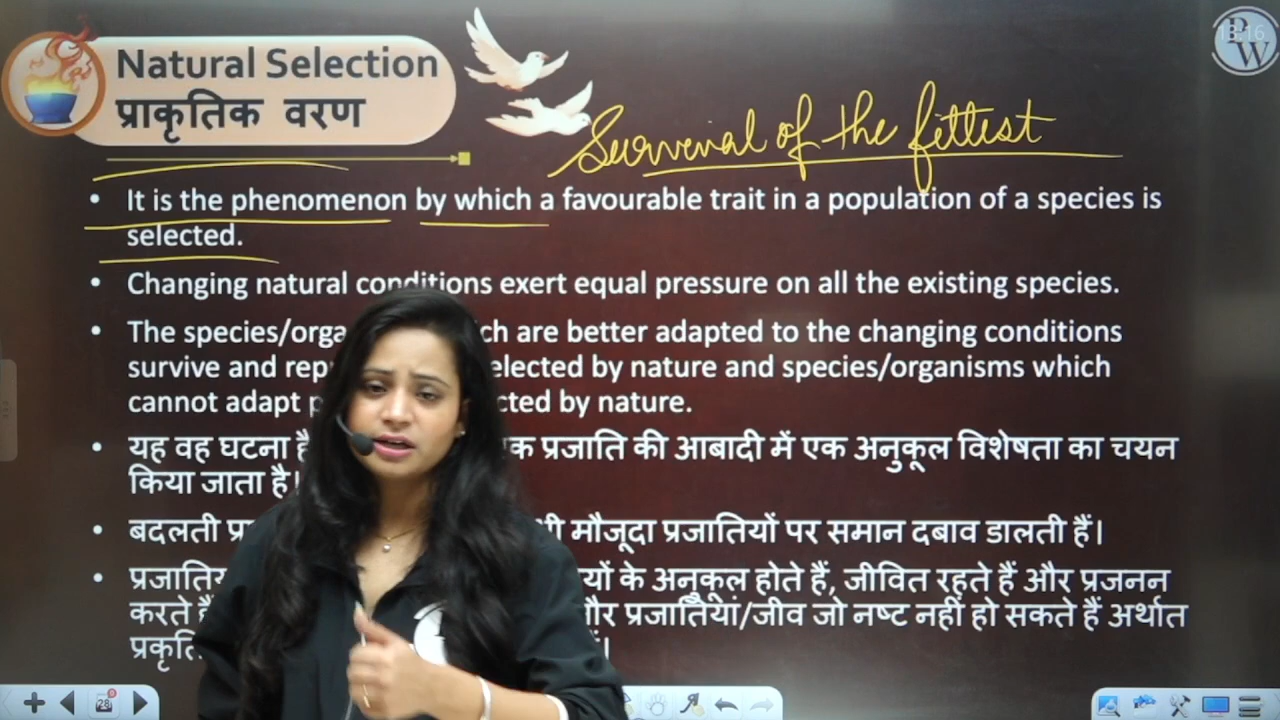 Natural Selection
प्राकृतिक वरण
Survival of the fittest
PW
13:16
• It is the phenomenon by which a favourable trait in a population of a species is
selected.
• Changing natural conditions exert equal pressure on all the existing species.
• The species/orga ch are better adapted to the changing conditions
survive and rep elected by nature and species/organisms which
cannot adapt p cted by nature.
• यह वह घटना है क प्रजाति की आबादी में एक अनुकूल विशेषता का चयन
किया जाता है।
• बदलती प्रा भी मौजूदा प्रजातियों पर समान दबाव डालती हैं।
• प्रजातिय यों के अनुकूल होते हैं, जीवित रहते हैं और प्रजनन
करते हैं और प्रजातियां/जीव जो नष्ट नहीं हो सकते हैं अर्थात
प्रकृति हैं।
28